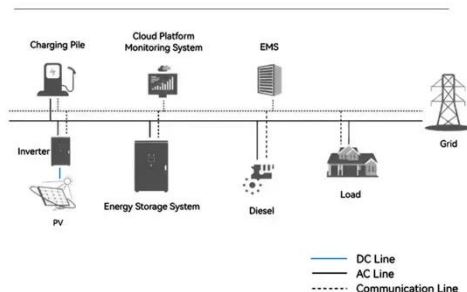 Charging Pile
Cloud Platform
Monitoring System
EMS
Inverter
Grid
PV
Energy Storage System
Diesel
Load
DC Line
AC Line
Communication Line